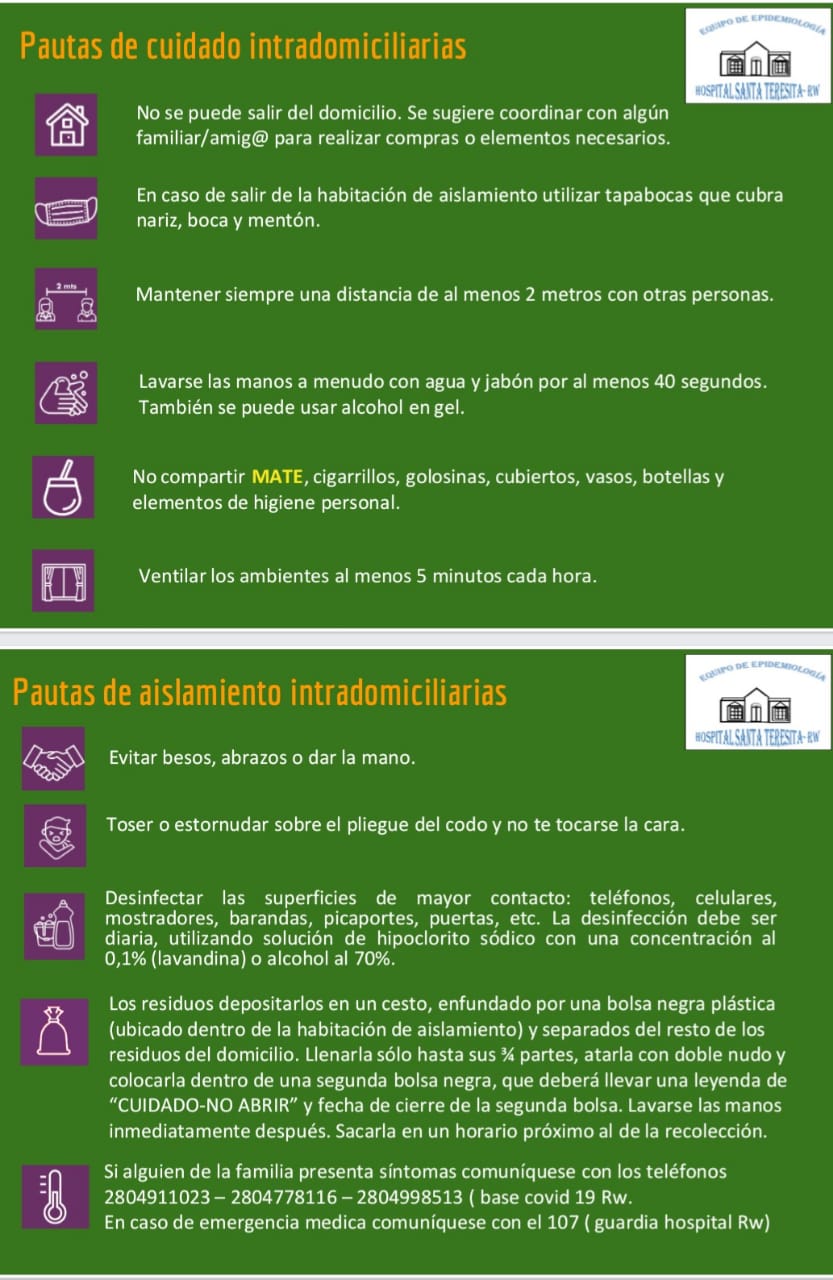 Pautas de cuidado intradomiciliarias
EQUIPO DE EPIDEMIOLOGÍA
HOSPITAL SANTA TERESITA-RW
No se puede salir del domicilio. Se sugiere coordinar con algún
familiar/amig@ para realizar compras o elementos necesarios.
En caso de salir de la habitación de aislamiento utilizar tapabocas que cubra
nariz, boca y mentón.
2 mts
Mantener siempre una distancia de al menos 2 metros con otras personas.
Lavarse las manos a menudo con agua y jabón por al menos 40 segundos.
También se puede usar alcohol en gel.
No compartir MATE, cigarrillos, golosinas, cubiertos, vasos, botellas y
elementos de higiene personal.
Ventilar los ambientes al menos 5 minutos cada hora.
Pautas de aislamiento intradomiciliarias
EQUIPO DE EPIDEMIOLOGÍA
HOSPITAL SANTA TERESITA-RW
Evitar besos, abrazos o dar la mano.
Toser o estornudar sobre el pliegue del codo y no te tocarse la cara.
Desinfectar las superficies de mayor contacto: teléfonos, celulares,
mostradores, barandas, picaportes, puertas, etc. La desinfección debe ser
diaria, utilizando solución de hipoclorito sódico con una concentración al
0,1% (lavandina) o alcohol al 70%.
Los residuos depositarlos en un cesto, enfundado por una bolsa negra plástica
(ubicado dentro de la habitación de aislamiento) y separados del resto de los
residuos del domicilio. Llenarla sólo hasta sus ¾ partes, atarla con doble nudo y
colocarla dentro de una segunda bolsa negra, que deberá llevar una leyenda de
“CUIDADO-NO ABRIR” y fecha de cierre de la segunda bolsa. Lavarse las manos
inmediatamente después. Sacarla en un horario próximo al de la recolección.
Si alguien de la familia presenta síntomas comuníquese con los teléfonos
2804911023 – 2804778116 – 2804998513 ( base covid 19 Rw.
En caso de emergencia medica comuníquese con el 107 ( guardia hospital Rw)